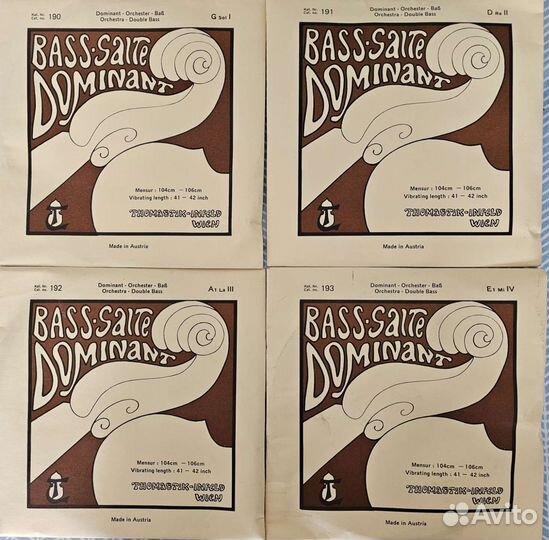 Kat. Nr.
Cat. no. 190
Dominant - Orchester - Baß
Orchestra - Double Bass
G Sol I
BASS-SAITE
DOMINANT
Mensur : 104cm – 106cm
Vibrating length : 41 – 42 inch
THOMASTIK-INFELD
WIEN
Made in Austria
Kat. Nr.
Cat. no. 191
Dominant - Orchester - Baß
Orchestra - Double Bass
D Re II
BASS-SAITE
DOMINANT
Mensur : 104cm – 106cm
Vibrating length : 41 – 42 inch
THOMASTIK-INFELD
WIEN
Made in Austria
Kat. Nr.
Cat. no. 192
Dominant - Orchester - Baß
Orchestra - Double Bass
A1 La III
BASS-SAITE
DOMINANT
Mensur : 104cm – 106cm
Vibrating length : 41 – 42 inch
THOMASTIK-INFELD
WIEN
Made in Austria
Kat. Nr.
Cat. no. 193
Dominant - Orchester - Baß
Orchestra - Double Bass
E1 Mi IV
BASS-SAITE
DOMINANT
Mensur : 104cm – 106cm
Vibrating length : 41 – 42 inch
THOMASTIK-INFELD
WIEN
Made in Austria
Avito